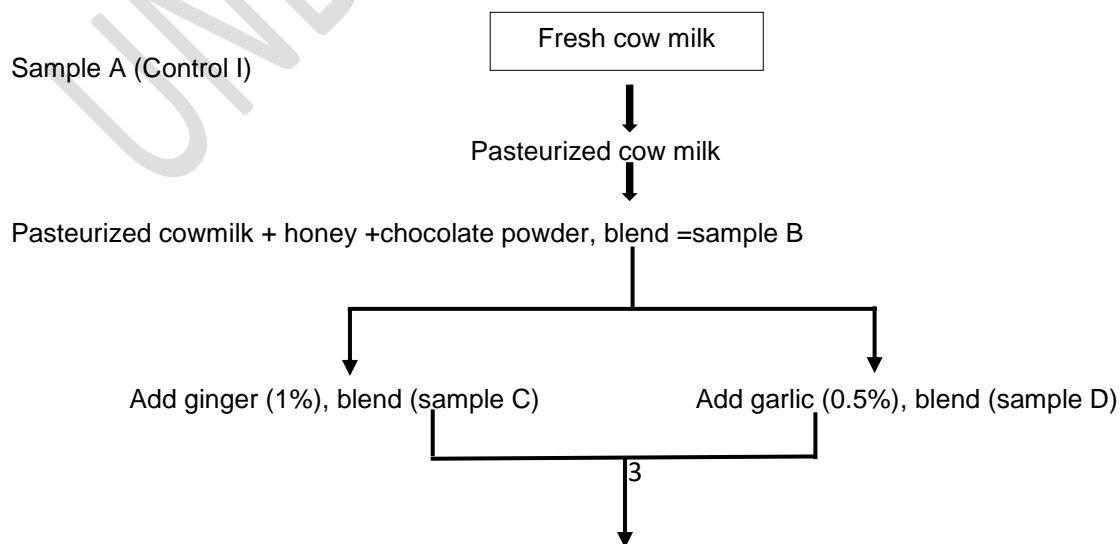 Fresh cow milk
Sample A (Control I)
Pasteurized cow milk
Pasteurized cowmilk + honey +chocolate powder, blend =sample B
Add ginger (1%), blend (sample C) Add garlic (0.5%), blend (sample D)
3